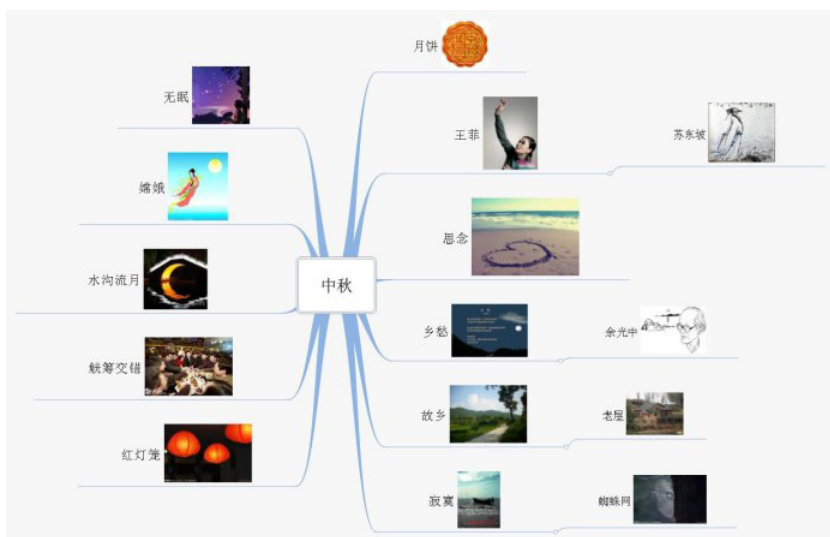 中秋
月饼
王菲
苏东坡
思念
乡愁
余光中
故乡
老屋
寂寞
蜘蛛网
无眠
嫦娥
水沟流月
觥筹交错
红灯笼